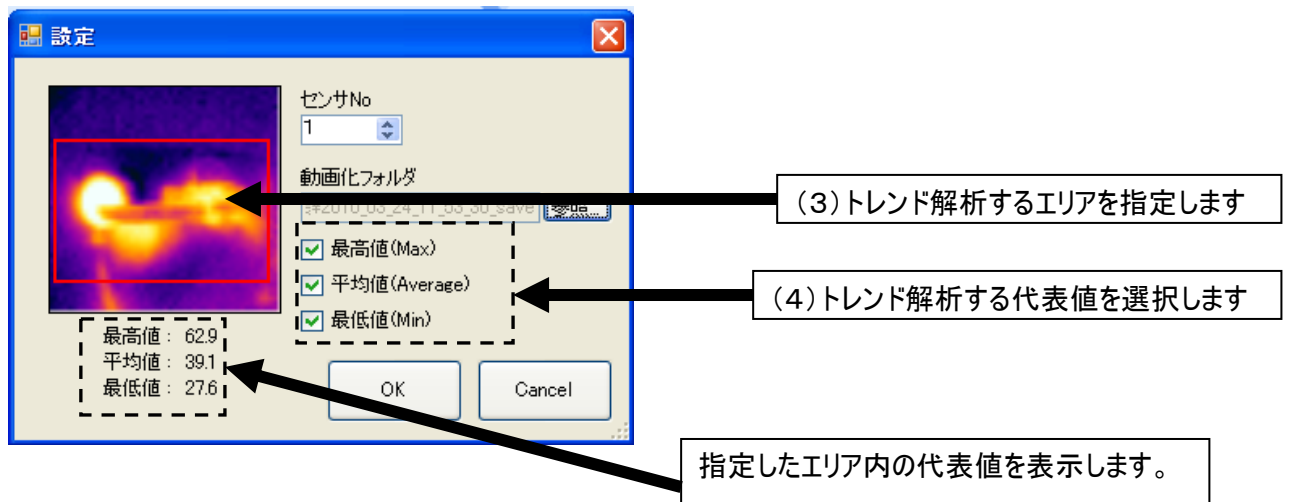 設定
センサNo
1
動画化フォルダ
2010_03_24_11_53_30_save
参照...
最高値(Max)
平均値(Average)
最低値(Min)
最高値: 62.9
平均値: 39.1
最低値: 27.6
OK
Cancel
(3)トレンド解析するエリアを指定します
(4)トレンド解析する代表値を選択します
指定したエリア内の代表値を表示します。